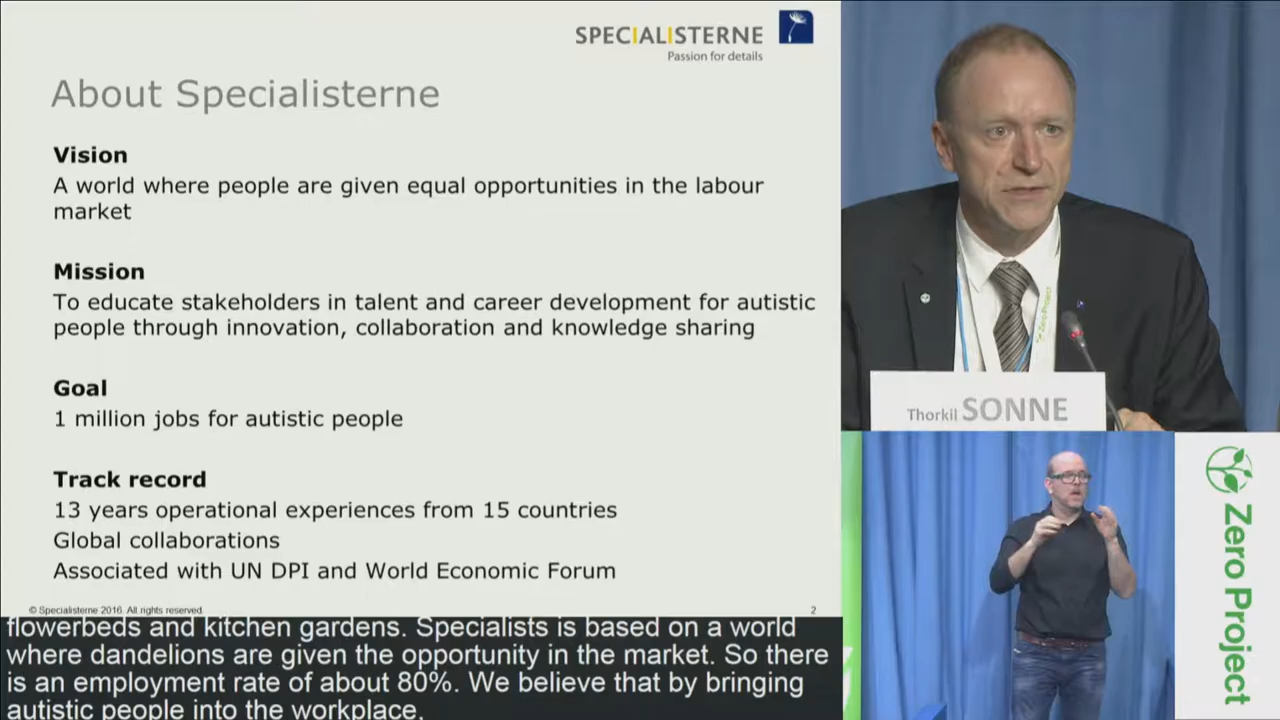 SPECIALISTERNE
Passion for details
About Specialisterne
Vision
A world where people are given equal opportunities in the labour
market
Mission
To educate stakeholders in talent and career development for autistic
people through innovation, collaboration and knowledge sharing
Goal
1 million jobs for autistic people
Track record
13 years operational experiences from 15 countries
Global collaborations
Associated with UN DPI and World Economic Forum
© Specialisterne 2016. All rights reserved.
2
flowerbeds and kitchen gardens. Specialists is based on a world
where dandelions are given the opportunity in the market. So there
is an employment rate of about 80%. We believe that by bringing
autistic people into the workplace,
Zero Project
Thorkil SONNE
Zero Project